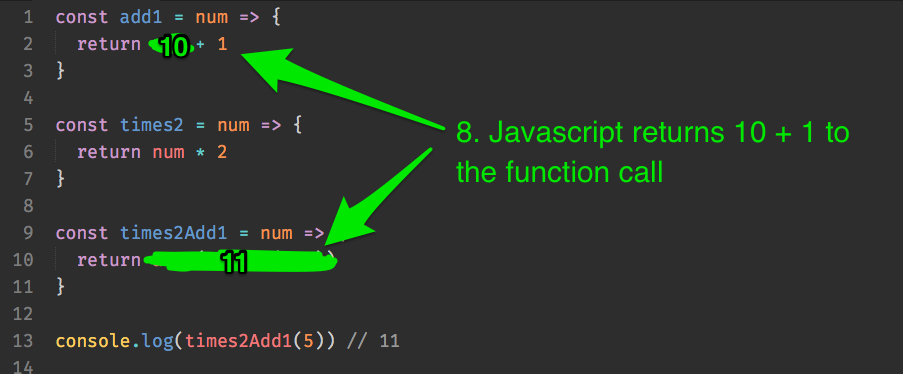 1 const add1 = num => {
2 return 10 + 1
3 }
4
5 const times2 = num => {
6 return num * 2
7 }
8
9 const times2Add1 = num =>
10 return 11 )
11 }
12
13 console.log(times2Add1(5)) // 11
14
8. Javascript returns 10 + 1 to
the function call